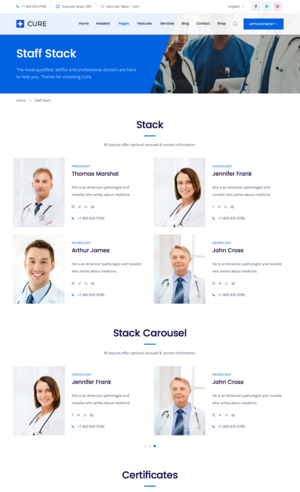 +1 800 833 9780 Example Road, 284 Mon-Sat: 08am - 7pm English
CURE Home Headers Pages Features Services Blog Contact Shop APPOINTMENT
Staff Stack
The most qualified, skillful and professional doctors are here
to help you. Thanks for choosing Cure.
Home > Staff Stack
Stack
All layouts offer optional carousel & contact information.
PREGNANCY
Thomas Marshal
She is an American pathologist and
novelist who writes about medicine.
+1 800 833 9780
CARDIOLOGY
Jennifer Frank
She is an American pathologist and
novelist who writes about medicine.
+1 800 833 9780
NEUROLOGY
Arthur James
He is an American pathologist and novelist
who writes about medicine.
+1 800 833 9780
NEUROLOGY
John Cross
He is an American pathologist and novelist
who writes about medicine.
+1 800 833 9780
Stack Carousel
All layouts offer optional carousel & contact information.
CARDIOLOGY
Jennifer Frank
She is an American pathologist and
novelist who writes about medicine.
+1 800 833 9780
NEUROLOGY
John Cross
He is an American pathologist and novelist
who writes about medicine.
+1 800 833 9780
Certificates